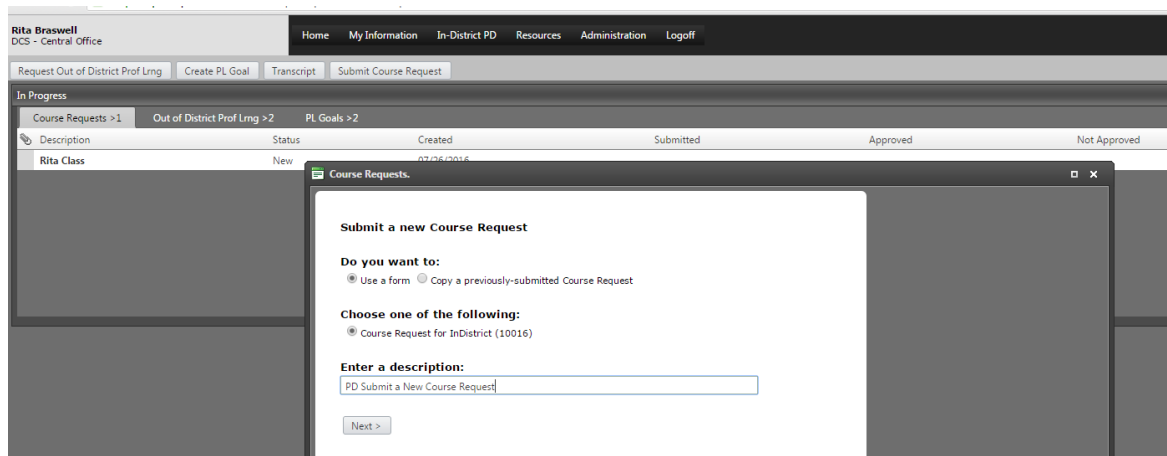 Rita Braswell
DCS - Central Office
Home My Information In-District PD Resources Administration Logoff
Request Out of District Prof Lrng Create PL Goal Transcript Submit Course Request
In Progress
Course Requests >1 Out of District Prof Lrng >2 PL Goals >2
Description Status Created Submitted Approved Not Approved
Rita Class New 07/26/2016
Course Requests.
Submit a new Course Request
Do you want to:
Use a form Copy a previously-submitted Course Request
Choose one of the following:
Course Request for InDistrict (10016)
Enter a description:
PD Submit a New Course Request
Next >